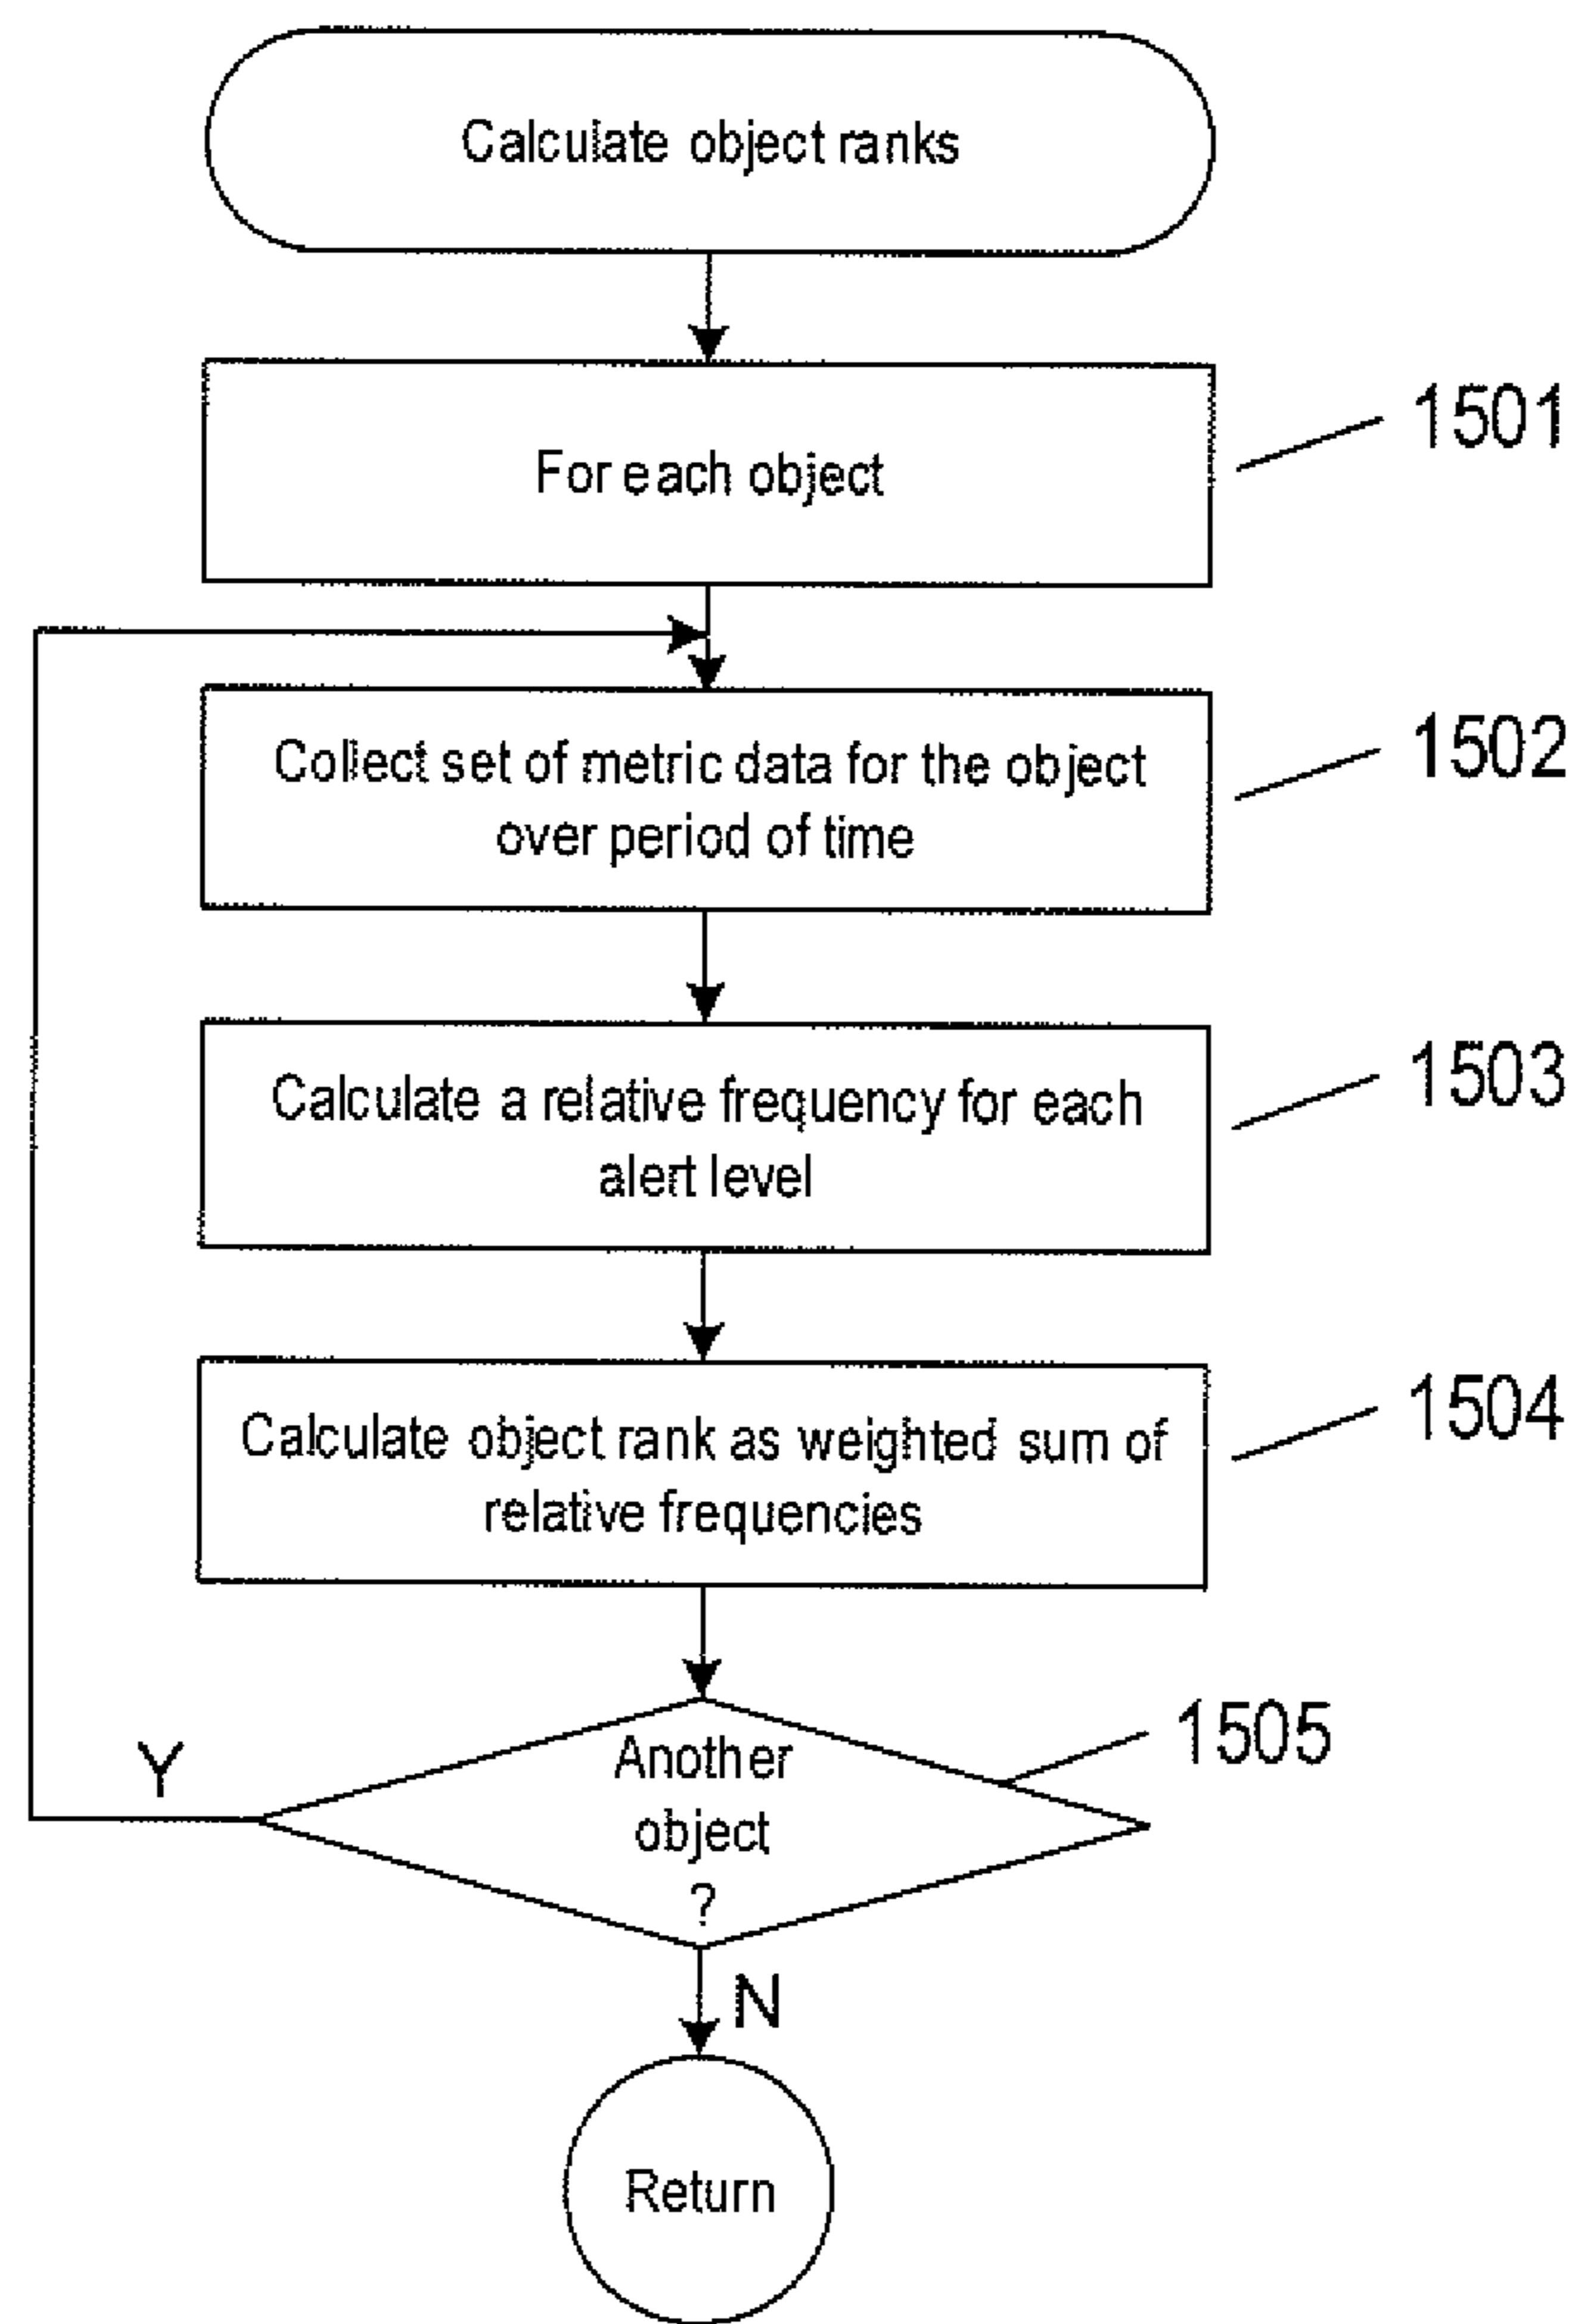 Calculate object ranks
For each object
1501
Collect set of metric data for the object
over period of time
1502
Calculate a relative frequency for each
alert level
1503
Calculate object rank as weighted sum of
relative frequencies
1504
Another
object
?
1505
Y
N
Return